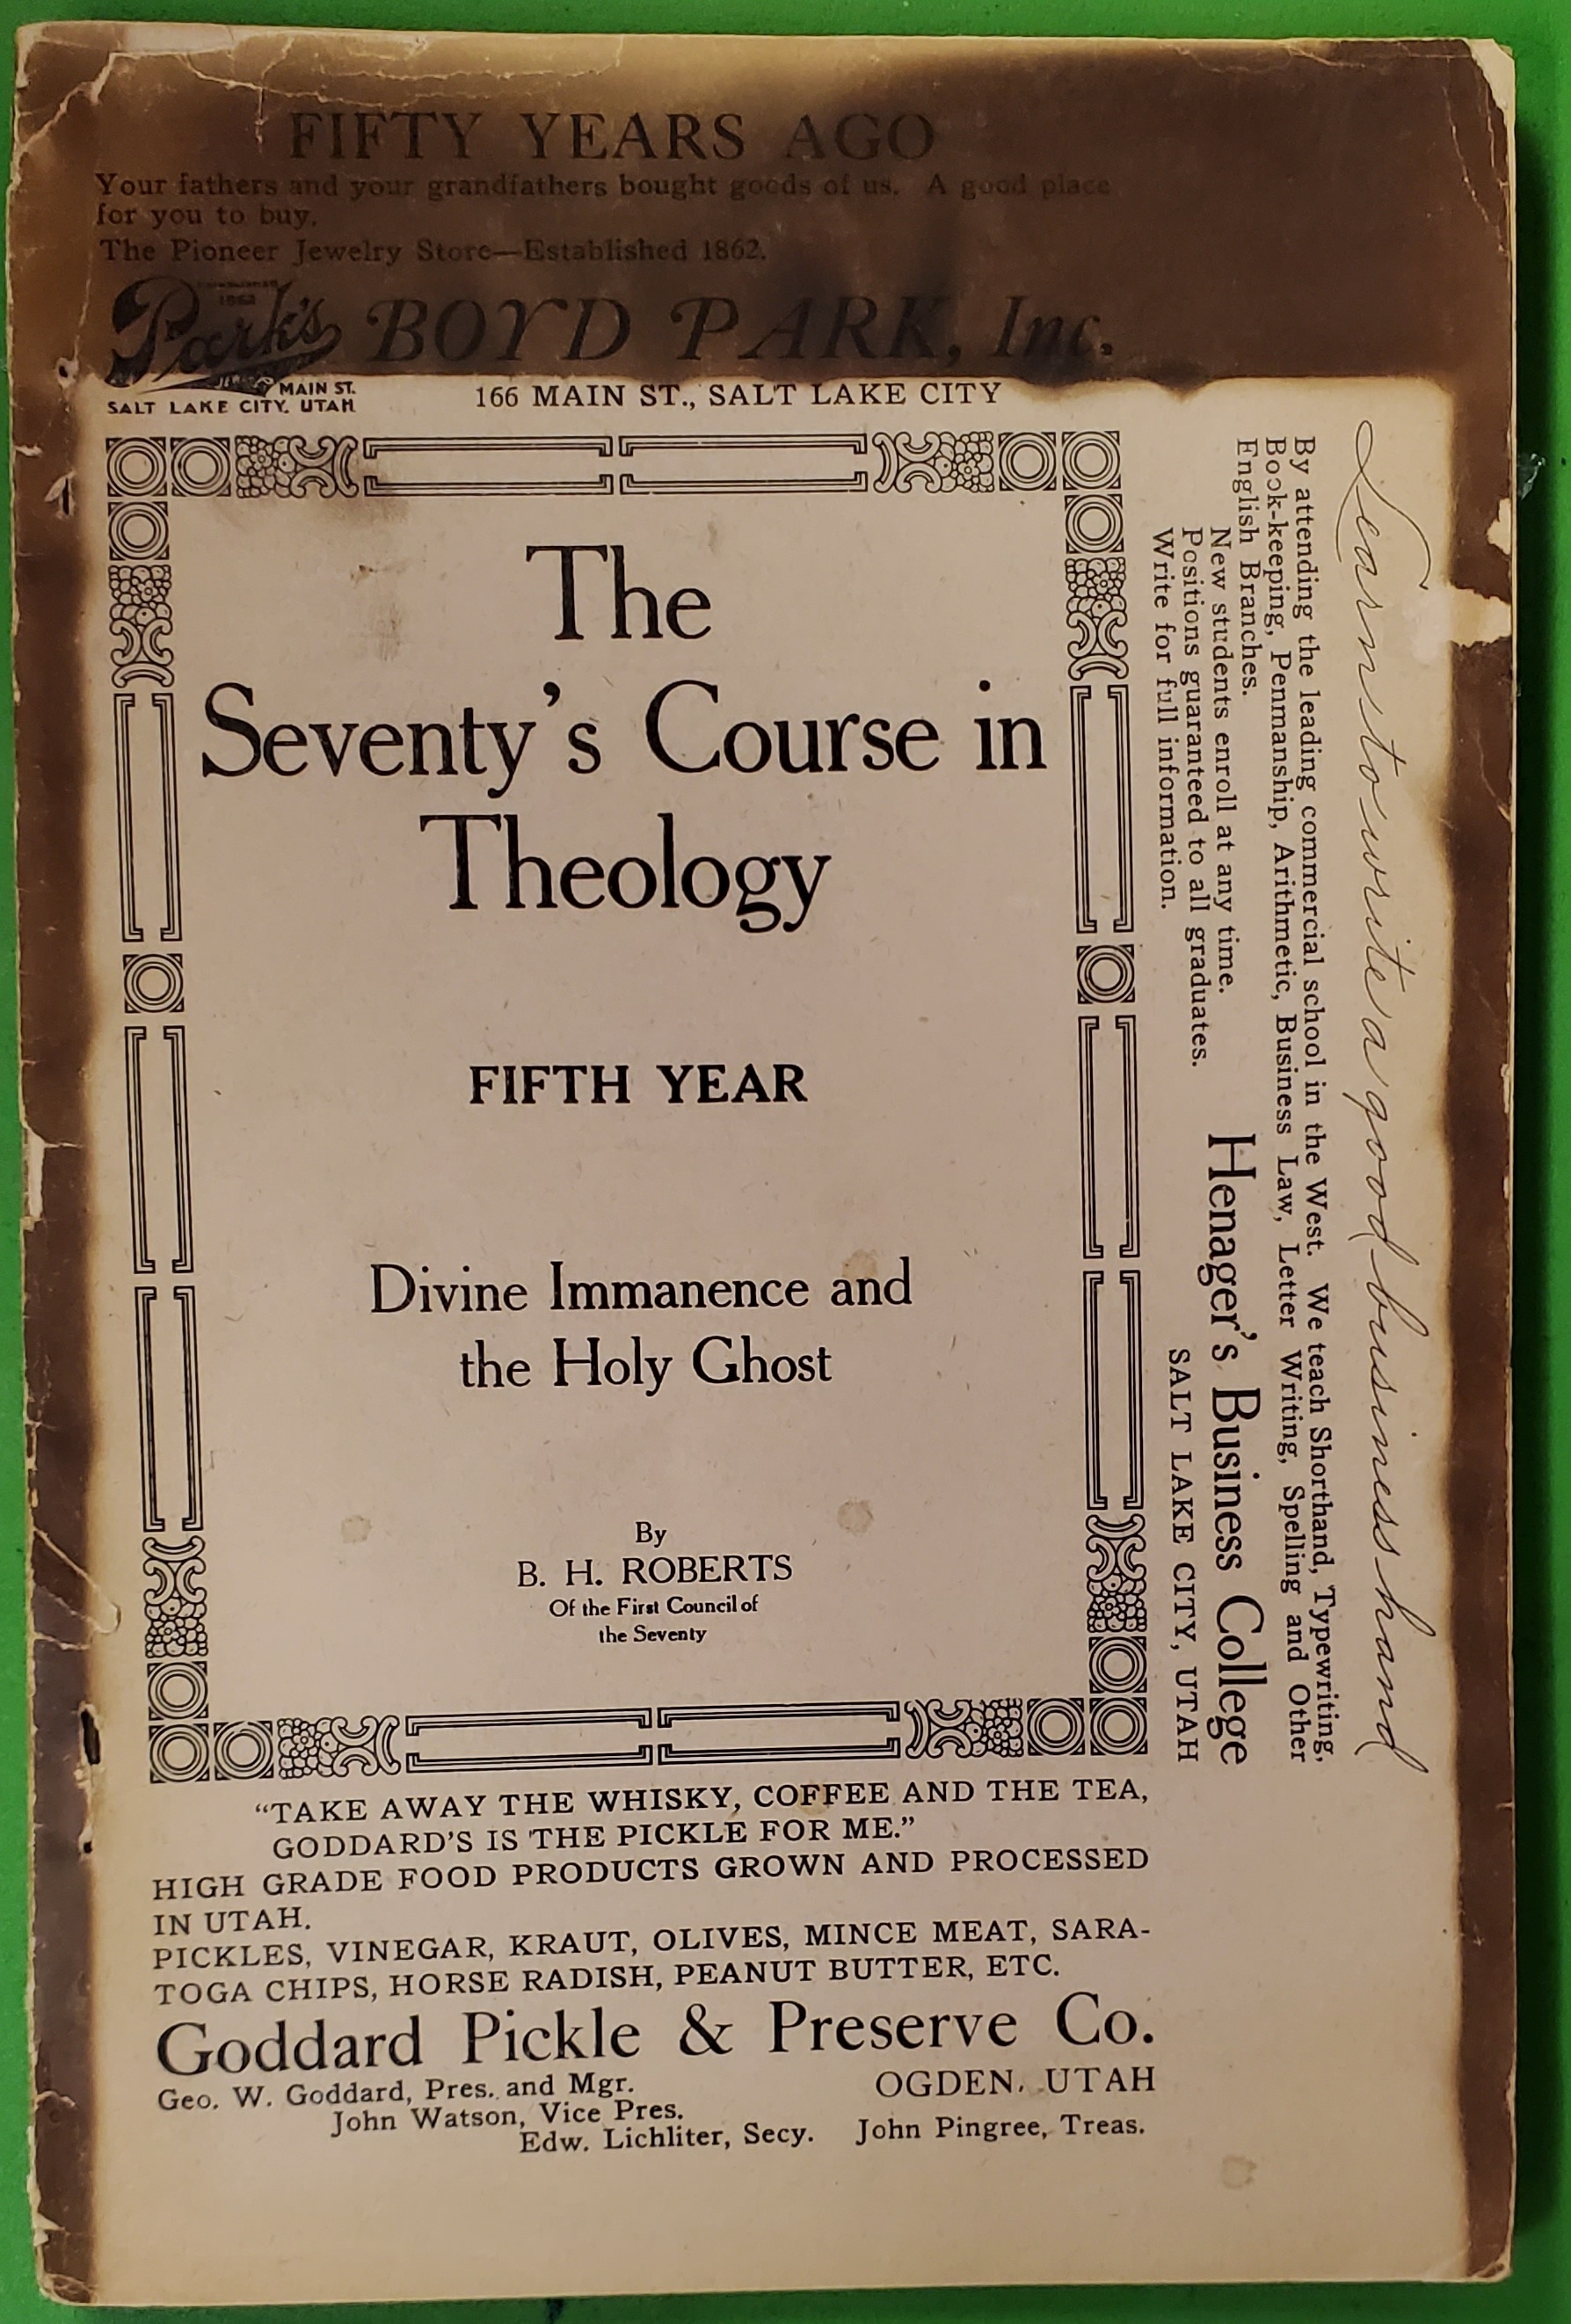 FIFTY YEARS AGO
Your fathers and your grandfathers bought goods of us. A good place
for you to buy.
The Pioneer Jewelry Store—Established 1862.
1862
Park's BOYD PARK, Inc.
MAIN ST.
SALT LAKE CITY, UTAH
166 MAIN ST., SALT LAKE CITY
The
Seventy's Course in
Theology
FIFTH YEAR
Divine Immanence and
the Holy Ghost
By
B. H. ROBERTS
Of the First Council of
the Seventy
Learn to write a good business hand
By attending the leading commercial school in the West. We teach Shorthand, Typewriting,
Book-keeping, Penmanship, Arithmetic, Business Law, Letter Writing, Spelling and Other
English Branches.
New students enroll at any time.
Positions guaranteed to all graduates.
Write for full information.
Henager's Business College
SALT LAKE CITY, UTAH
"TAKE AWAY THE WHISKY, COFFEE AND THE TEA,
GODDARD'S IS THE PICKLE FOR ME."
HIGH GRADE FOOD PRODUCTS GROWN AND PROCESSED
IN UTAH.
PICKLES, VINEGAR, KRAUT, OLIVES, MINCE MEAT, SARA-
TOGA CHIPS, HORSE RADISH, PEANUT BUTTER, ETC.
Goddard Pickle & Preserve Co.
Geo. W. Goddard, Pres. and Mgr. OGDEN, UTAH
John Watson, Vice Pres.
Edw. Lichliter, Secy. John Pingree, Treas.